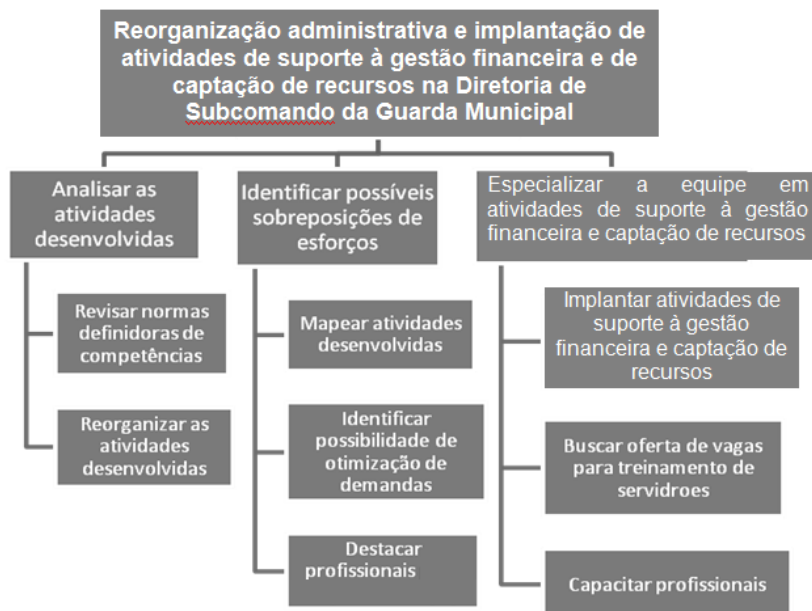 Reorganização administrativa e implantação de
atividades de suporte à gestão financeira e de
captação de recursos na Diretoria de
Subcomando da Guarda Municipal
Analisar as
atividades
desenvolvidas
Revisar normas
definidoras de
competências
Reorganizar as
atividades
desenvolvidas
Identificar possíveis
sobreposições de
esforços
Mapear atividades
desenvolvidas
Identificar
possibilidade de
otimização de
demandas
Destacar
profissionais
Especializar a equipe em
atividades de suporte à gestão
financeira e captação de recursos
Implantar atividades de
suporte à gestão
financeira e captação de
recursos
Buscar oferta de vagas
para treinamento de
servidroes
Capacitar profissionais